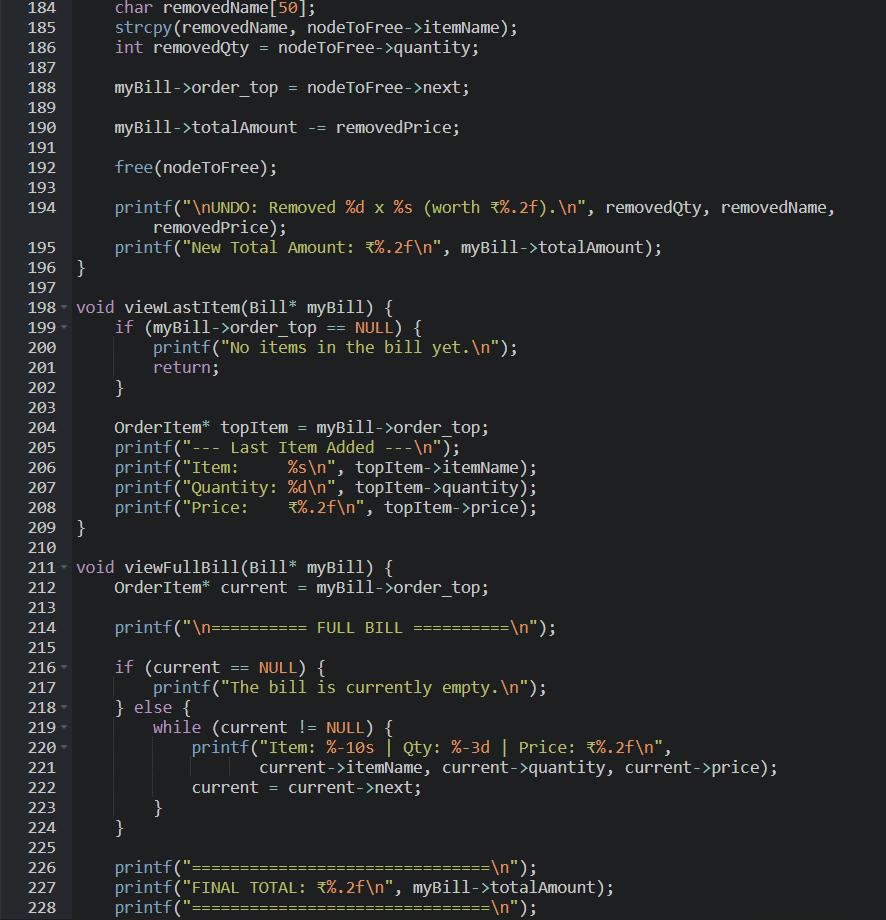 184     char removedName[50];
185     strcpy(removedName, nodeToFree->itemName);
186     int removedQty = nodeToFree->quantity;
187
188     myBill->order_top = nodeToFree->next;
189
190     myBill->totalAmount -= removedPrice;
191
192     free(nodeToFree);
193
194     printf("\nUNDO: Removed %d x %s (worth ₹%.2f).\n", removedQty, removedName,
            removedPrice);
195     printf("New Total Amount: ₹%.2f\n", myBill->totalAmount);
196 }
197
198 void viewLastItem(Bill* myBill) {
199     if (myBill->order_top == NULL) {
200         printf("No items in the bill yet.\n");
201         return;
202     }
203
204     OrderItem* topItem = myBill->order_top;
205     printf("--- Last Item Added ---\n");
206     printf("Item:     %s\n", topItem->itemName);
207     printf("Quantity: %d\n", topItem->quantity);
208     printf("Price:    ₹%.2f\n", topItem->price);
209 }
210
211 void viewFullBill(Bill* myBill) {
212     OrderItem* current = myBill->order_top;
213
214     printf("\n========== FULL BILL ==========\n");
215
216     if (current == NULL) {
217         printf("The bill is currently empty.\n");
218     } else {
219         while (current != NULL) {
220             printf("Item: %-10s | Qty: %-3d | Price: ₹%.2f\n",
221                    current->itemName, current->quantity, current->price);
222             current = current->next;
223         }
224     }
225
226     printf("===============================\n");
227     printf("FINAL TOTAL: ₹%.2f\n", myBill->totalAmount);
228     printf("===============================\n");